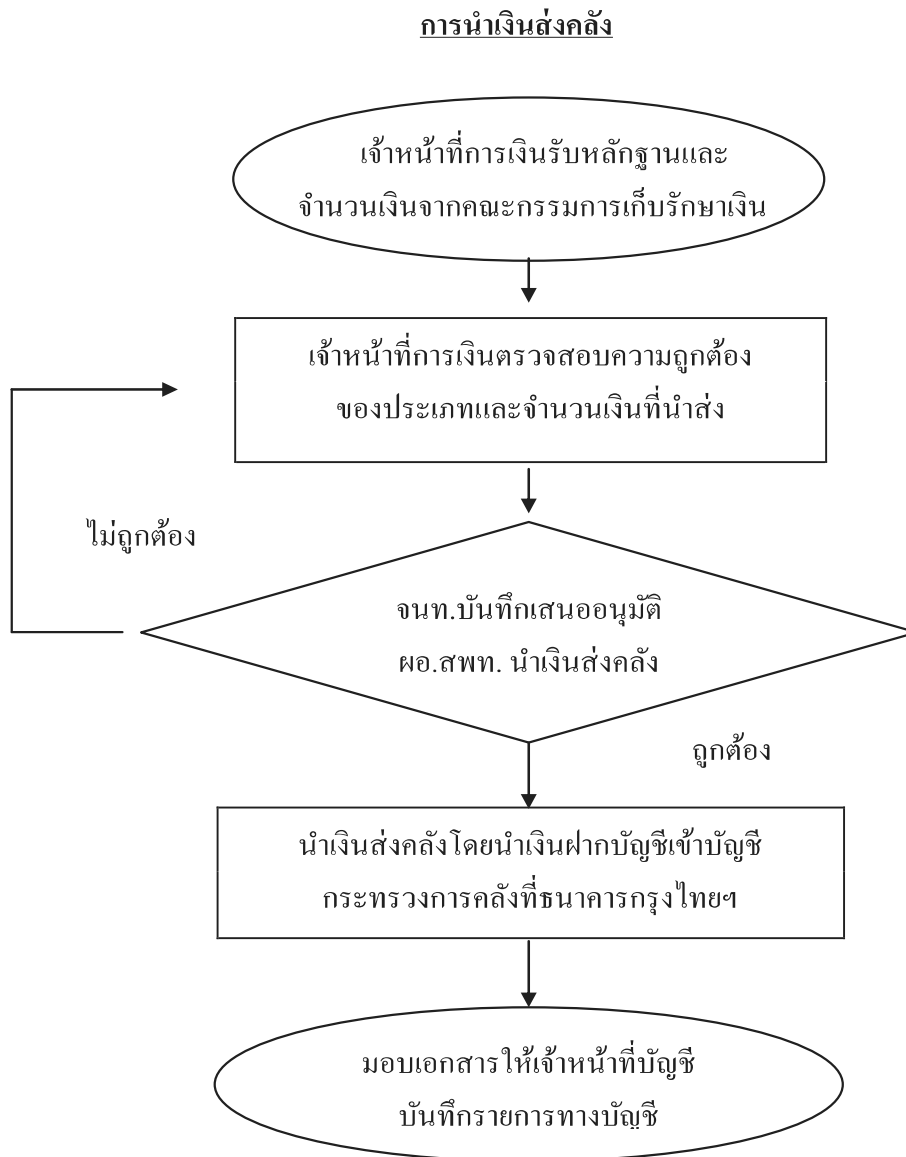 การนำเงินส่งคลัง
เจ้าหน้าที่การเงินรับหลักฐานและ
จำนวนเงินจากคณะกรรมการเก็บรักษาเงิน
เจ้าหน้าที่การเงินตรวจสอบความถูกต้อง
ของประเภทและจำนวนเงินที่นำส่ง
ไม่ถูกต้อง
จนท.บันทึกเสนออนุมัติ
ผอ.สพท. นำเงินส่งคลัง
ถูกต้อง
นำเงินส่งคลังโดยนำเงินฝากบัญชีเข้าบัญชี
กระทรวงการคลังที่ธนาคารกรุงไทยฯ
มอบเอกสารให้เจ้าหน้าที่บัญชี
บันทึกรายการทางบัญชี